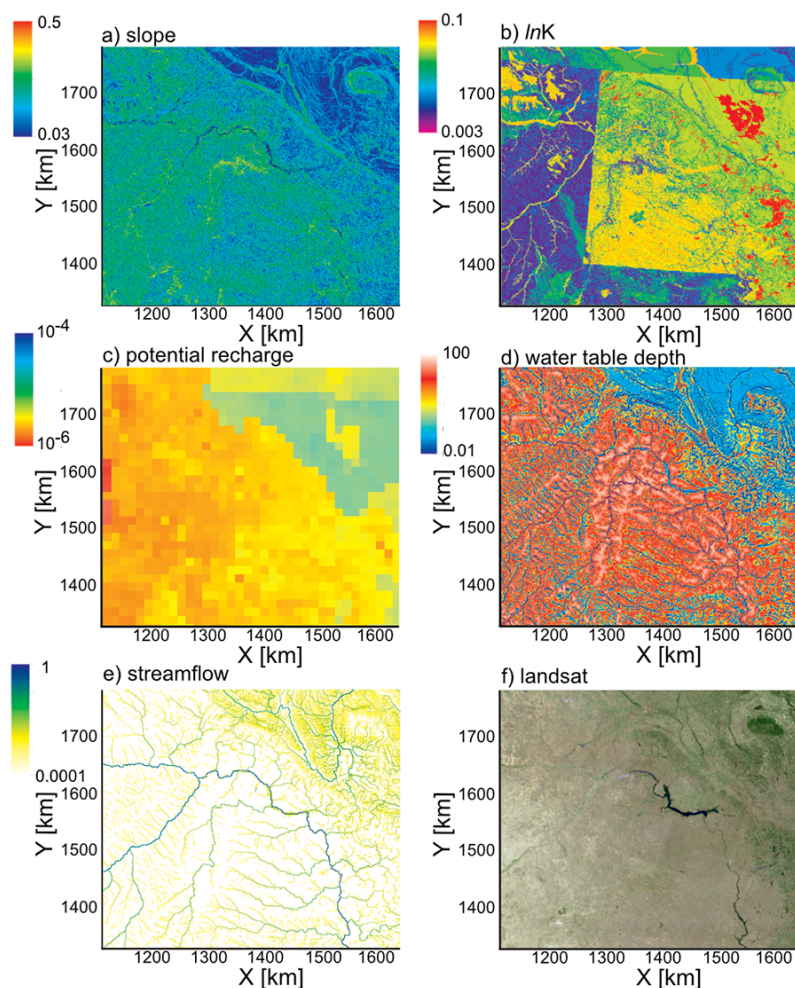 0.5
a) slope
0.03
Y [km]
1700
1600
1500
1400
1200 1300 1400 1500 1600
X [km]
0.1
b) lnK
0.003
Y [km]
1700
1600
1500
1400
1200 1300 1400 1500 1600
X [km]
10-4
c) potential recharge
10-6
Y [km]
1700
1600
1500
1400
1200 1300 1400 1500 1600
X [km]
100
d) water table depth
0.01
Y [km]
1700
1600
1500
1400
1200 1300 1400 1500 1600
X [km]
1
e) streamflow
0.0001
Y [km]
1700
1600
1500
1400
1200 1300 1400 1500 1600
X [km]
f) landsat
Y [km]
1700
1600
1500
1400
1200 1300 1400 1500 1600
X [km]